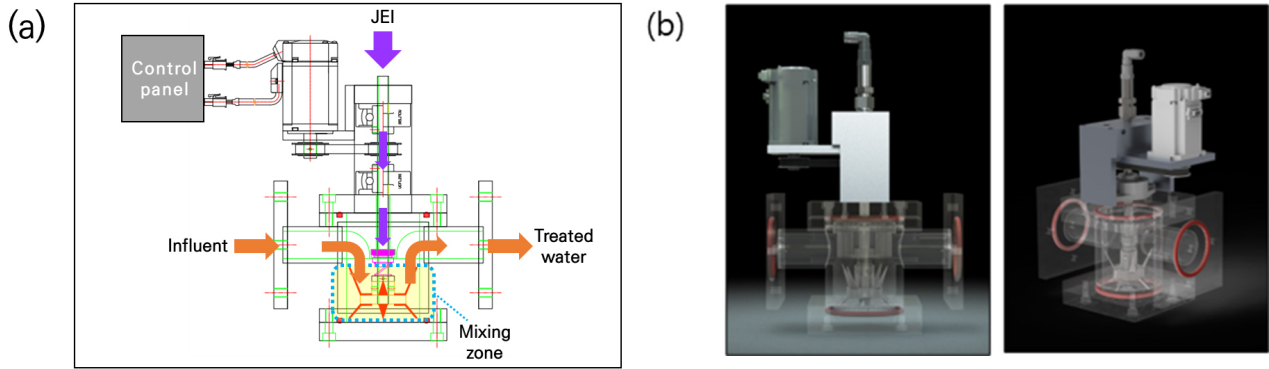 (a)
JEI
Control
panel
Influent
Treated
water
Mixing
zone
(b)